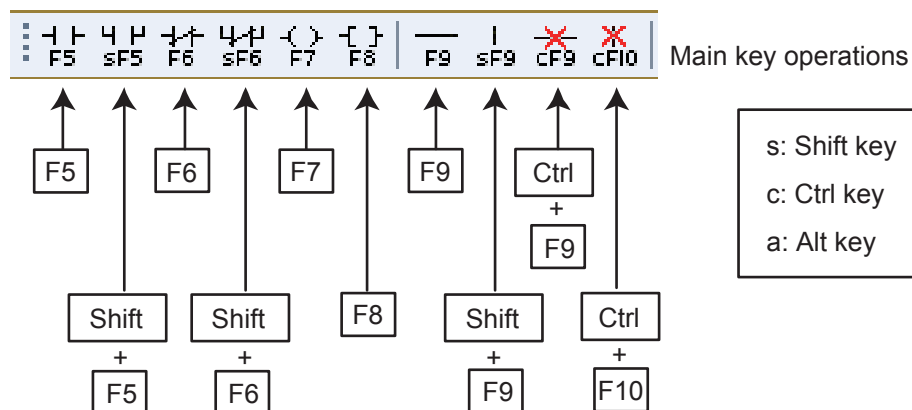 F5 sF5 F6 sF6 F7 F8 F9 sF9 cF9 cF10
Main key operations
F5 F6 F7 F9 Ctrl
+
F9
s: Shift key
c: Ctrl key
a: Alt key
Shift Shift F8 Shift Ctrl
+ + + +
F5 F6 F9 F10